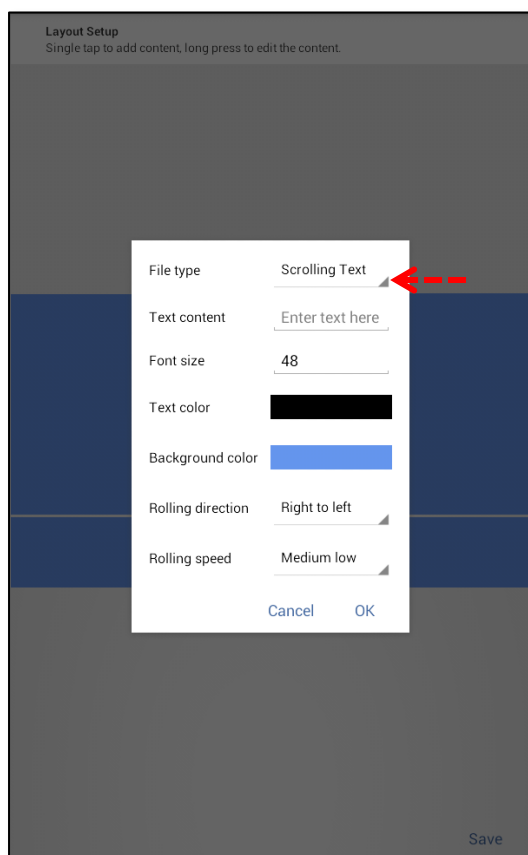 Layout Setup
Single tap to add content, long press to edit the content.
File type Scrolling Text
Text content Enter text here
Font size 48
Text color
Background color
Rolling direction Right to left
Rolling speed Medium low
Cancel OK
Save